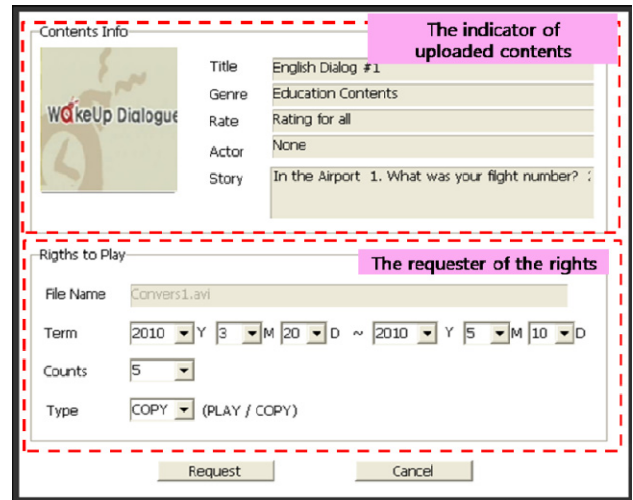 Contents Info
The indicator of
uploaded contents
WakeUp Dialogue
Title English Dialog #1
Genre Education Contents
Rate Rating for all
Actor None
Story In the Airport 1. What was your flight number?
Rigths to Play
The requester of the rights
File Name Convers1.avi
Term 2010 Y 3 M 20 D ~ 2010 Y 5 M 10 D
Counts 5
Type COPY (PLAY / COPY)
Request Cancel